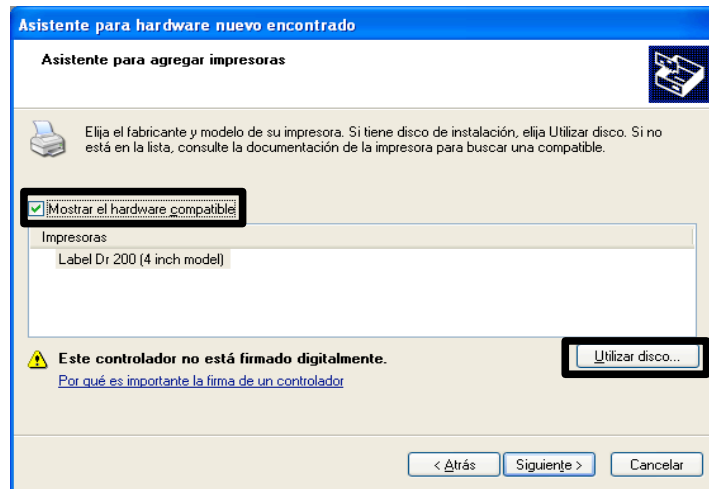 Asistente para hardware nuevo encontrado
Asistente para agregar impresoras
Elija el fabricante y modelo de su impresora. Si tiene disco de instalación, elija Utilizar disco. Si no
está en la lista, consulte la documentación de la impresora para buscar una compatible.
Mostrar el hardware compatible
Impresoras
Label Dr 200 (4 inch model)
Este controlador no está firmado digitalmente.
Utilizar disco...
Por qué es importante la firma de un controlador
< Atrás Siguiente > Cancelar